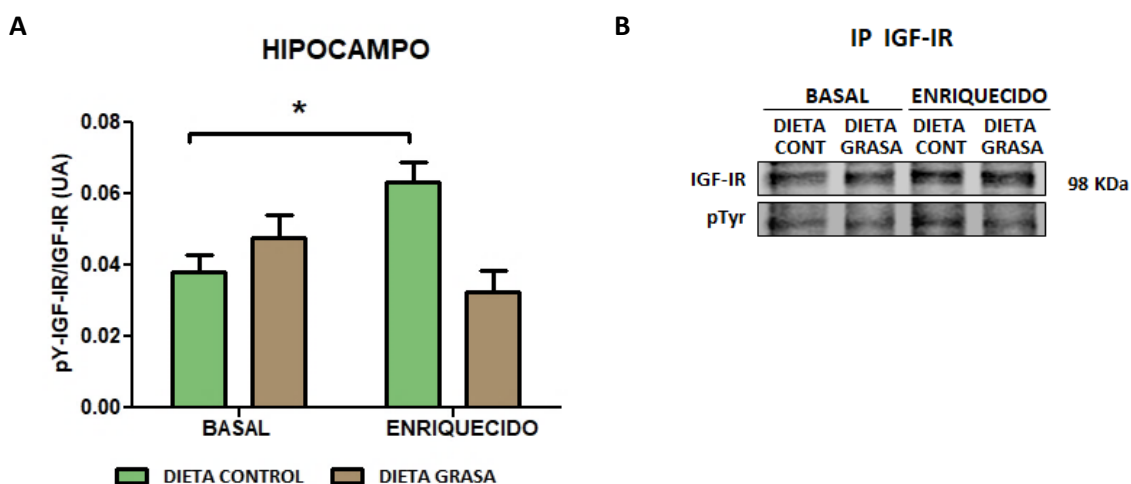 A
HIPOCAMPO
*
pY-IGF-IR/IGF-IR (UA)
0.08
0.06
0.04
0.02
0.00
BASAL ENRIQUECIDO
DIETA CONTROL DIETA GRASA
B
IP IGF-IR
BASAL ENRIQUECIDO
DIETA DIETA DIETA DIETA
CONT GRASA CONT GRASA
IGF-IR 98 KDa
pTyr